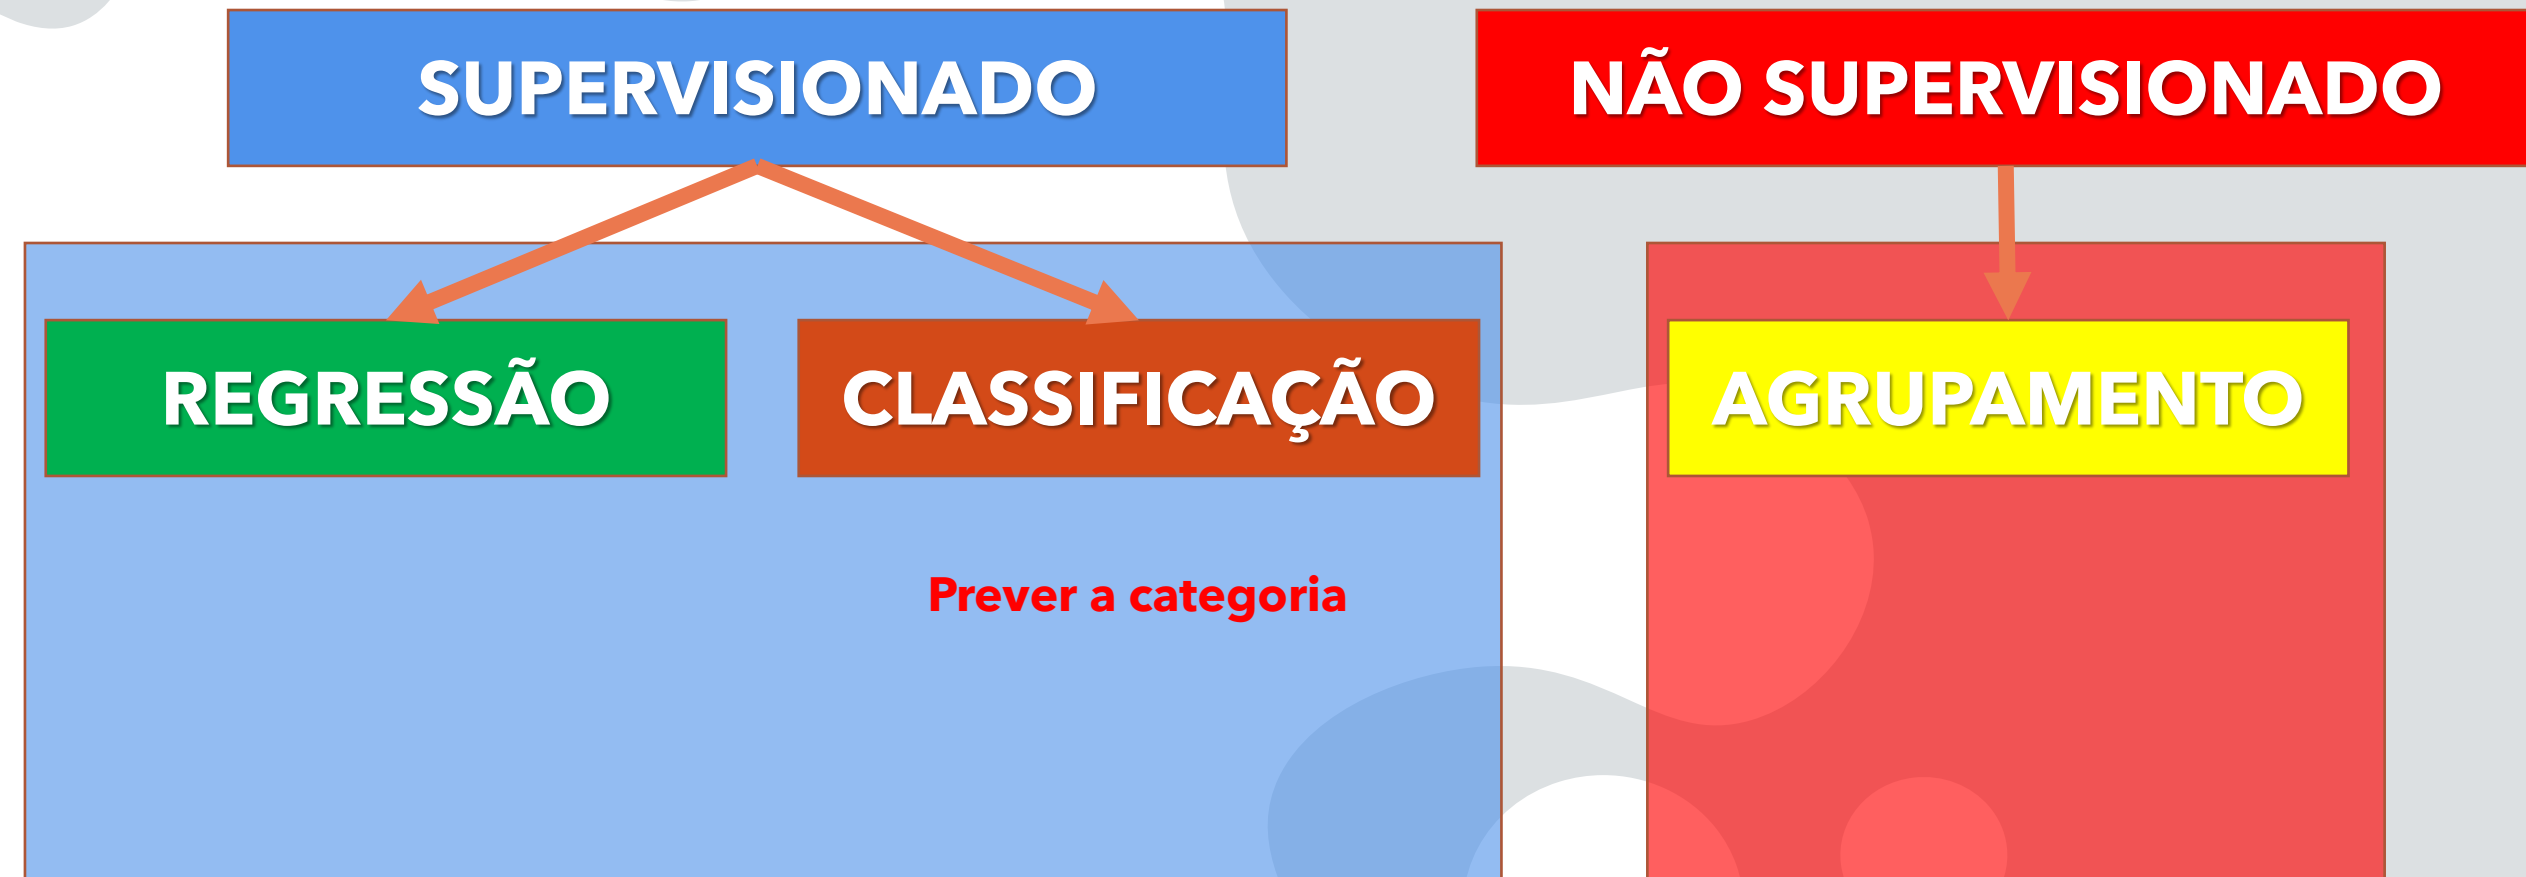 SUPERVISIONADO
NÃO SUPERVISIONADO
REGRESSÃO
CLASSIFICAÇÃO
AGRUPAMENTO
Prever a categoria